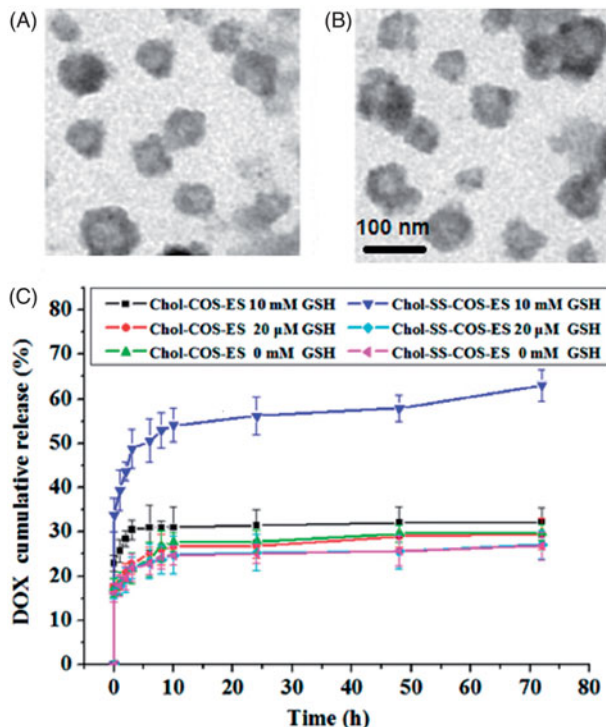 (A) (B)
100 nm
(C)
Chol-COS-ES 10 mM GSH Chol-SS-COS-ES 10 mM GSH
Chol-COS-ES 20 µM GSH Chol-SS-COS-ES 20 µM GSH
Chol-COS-ES 0 mM GSH Chol-SS-COS-ES 0 mM GSH
DOX cumulative release (%)
80
70
60
50
40
30
20
10
0
0 10 20 30 40 50 60 70 80
Time (h)